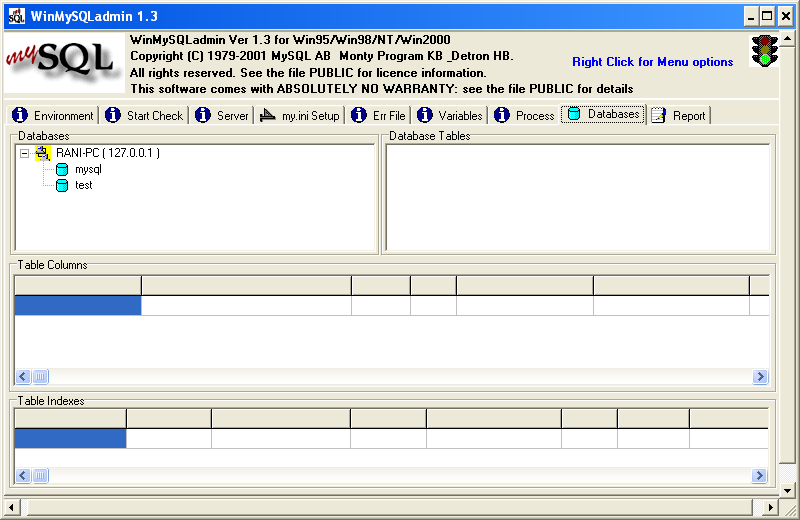 WinMySQLadmin 1.3
my SQL
WinMySQLadmin Ver 1.3 for Win95/Win98/NT/Win2000
Copyright (C) 1979-2001 MySQL AB Monty Program KB ,Detron HB.
All rights reserved. See the file PUBLIC for licence information.
This software comes with ABSOLUTELY NO WARRANTY: see the file PUBLIC for details
Right Click for Menu options
Environment Start Check Server my.ini Setup Err File Variables Process Databases Report
Databases
RANI-PC ( 127.0.0.1 )
mysql
test
Database Tables
Table Columns
Table Indexes